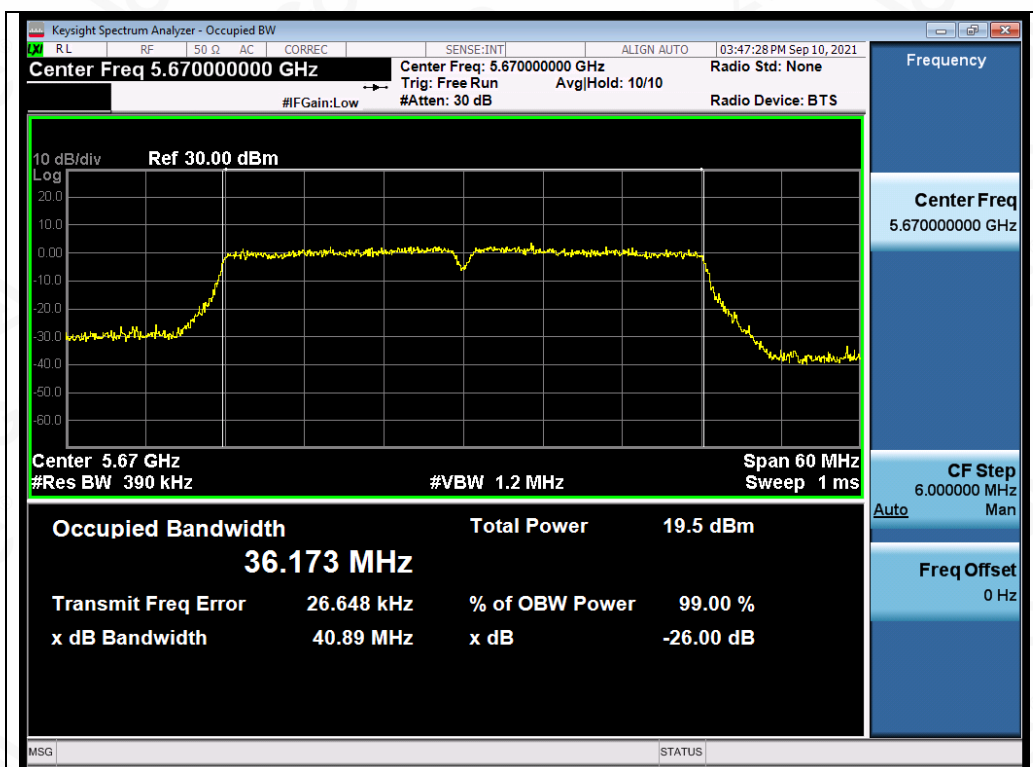 Keysight Spectrum Analyzer - Occupied BW
LXI RL RF 50 Ω AC CORREC SENSE:INT ALIGN AUTO 03:47:28 PM Sep 10, 2021
Center Freq 5.670000000 GHz Center Freq: 5.670000000 GHz Radio Std: None
Trig: Free Run Avg|Hold: 10/10
#IFGain:Low #Atten: 30 dB Radio Device: BTS
10 dB/div Ref 30.00 dBm
Log
20.0
10.0
0.00
-10.0
-20.0
-30.0
-40.0
-50.0
-60.0
Center 5.67 GHz Span 60 MHz
#Res BW 390 kHz #VBW 1.2 MHz Sweep 1 ms
Occupied Bandwidth Total Power 19.5 dBm
36.173 MHz
Transmit Freq Error 26.648 kHz % of OBW Power 99.00 %
x dB Bandwidth 40.89 MHz x dB -26.00 dB
Frequency
Center Freq
5.670000000 GHz
CF Step
6.000000 MHz
Auto Man
Freq Offset
0 Hz
MSG STATUS